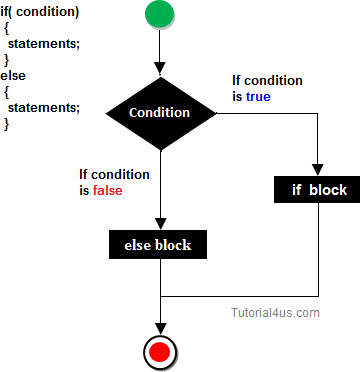 if( condition)
{
statements;
}
else
{
statements;
}
Condition
If condition
is true
If condition
is false
if block
else block
Tutorial4us.com